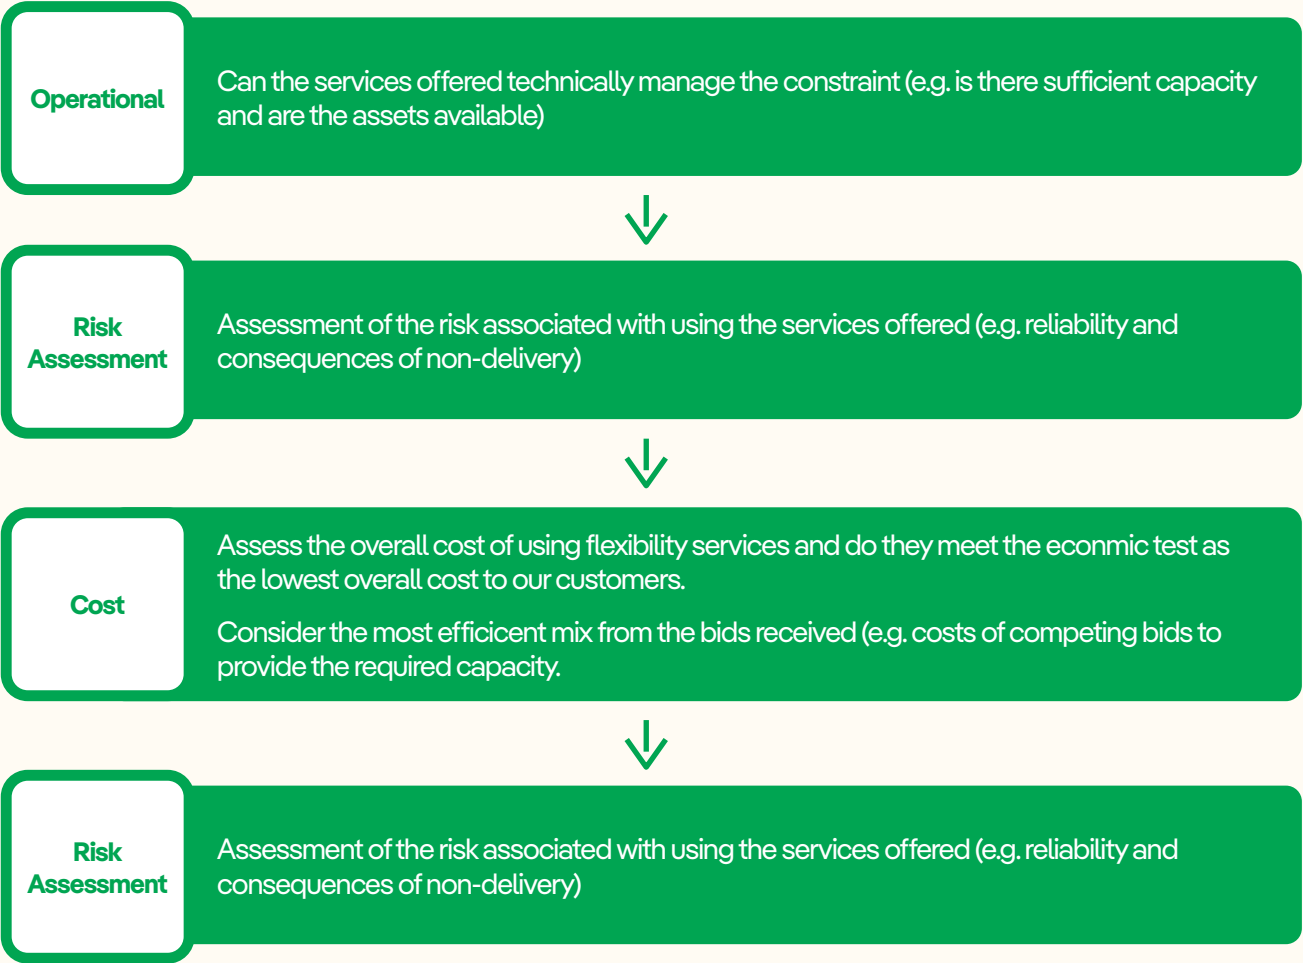 Operational
Can the services offered technically manage the constraint (e.g. is there sufficient capacity
and are the assets available)
Risk
Assessment
Assessment of the risk associated with using the services offered (e.g. reliability and
consequences of non-delivery)
Cost
Assess the overall cost of using flexibility services and do they meet the econmic test as
the lowest overall cost to our customers.
Consider the most efficicent mix from the bids received (e.g. costs of competing bids to
provide the required capacity.
Risk
Assessment
Assessment of the risk associated with using the services offered (e.g. reliability and
consequences of non-delivery)